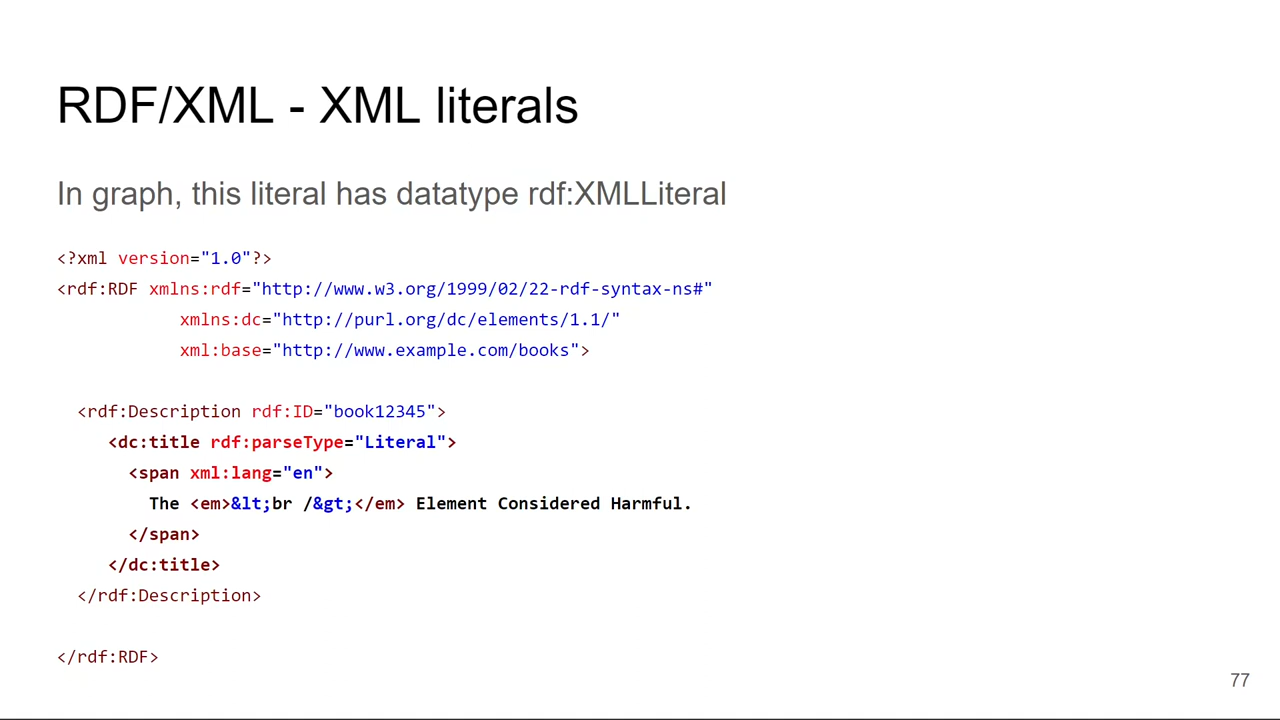 RDF/XML - XML literals
In graph, this literal has datatype rdf:XMLLiteral
<?xml version="1.0"?>
<rdf:RDF xmlns:rdf="http://www.w3.org/1999/02/22-rdf-syntax-ns#"
xmlns:dc="http://purl.org/dc/elements/1.1/"
xml:base="http://www.example.com/books">
<rdf:Description rdf:ID="book12345">
<dc:title rdf:parseType="Literal">
<span xml:lang="en">
The <em>&lt;br /&gt;</em> Element Considered Harmful.
</span>
</dc:title>
</rdf:Description>
</rdf:RDF>
77